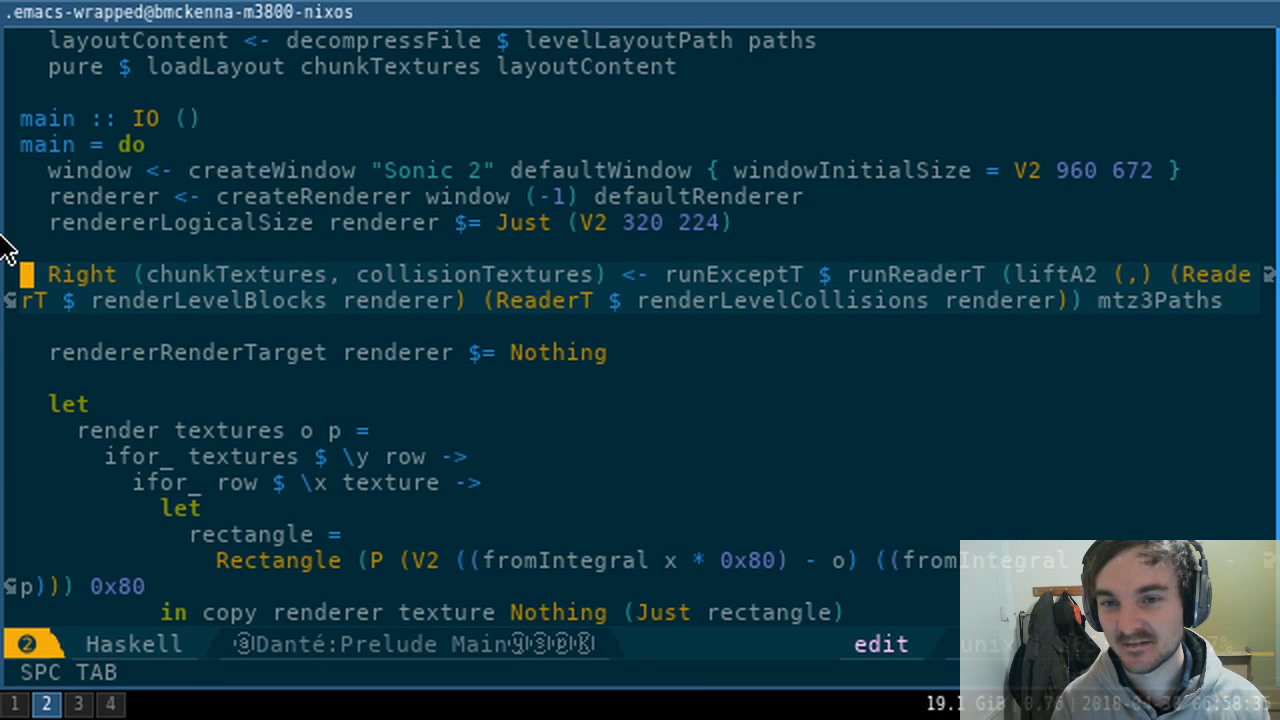 .emacs-wrapped@bmckenna-m3800-nixos
layoutContent <- decompressFile $ levelLayoutPath paths
pure $ loadLayout chunkTextures layoutContent
main :: IO ()
main = do
window <- createWindow "Sonic 2" defaultWindow { windowInitialSize = V2 960 672 }
renderer <- createRenderer window (-1) defaultRenderer
rendererLogicalSize renderer $= Just (V2 320 224)
Right (chunkTextures, collisionTextures) <- runExceptT $ runReaderT (liftA2 (,) (Reade
rT $ renderLevelBlocks renderer) (ReaderT $ renderLevelCollisions renderer)) mtz3Paths
rendererRenderTarget renderer $= Nothing
let
render textures o p =
ifor_ textures $ \y row ->
ifor_ row $ \x texture ->
let
rectangle =
Rectangle (P (V2 ((fromIntegral x * 0x80) - o) ((fromIntegral
p))) 0x80
in copy renderer texture Nothing (Just rectangle)
2 Haskell Danté:Prelude Main edit unix
SPC TAB
1 2 3 4 19.1 GiB